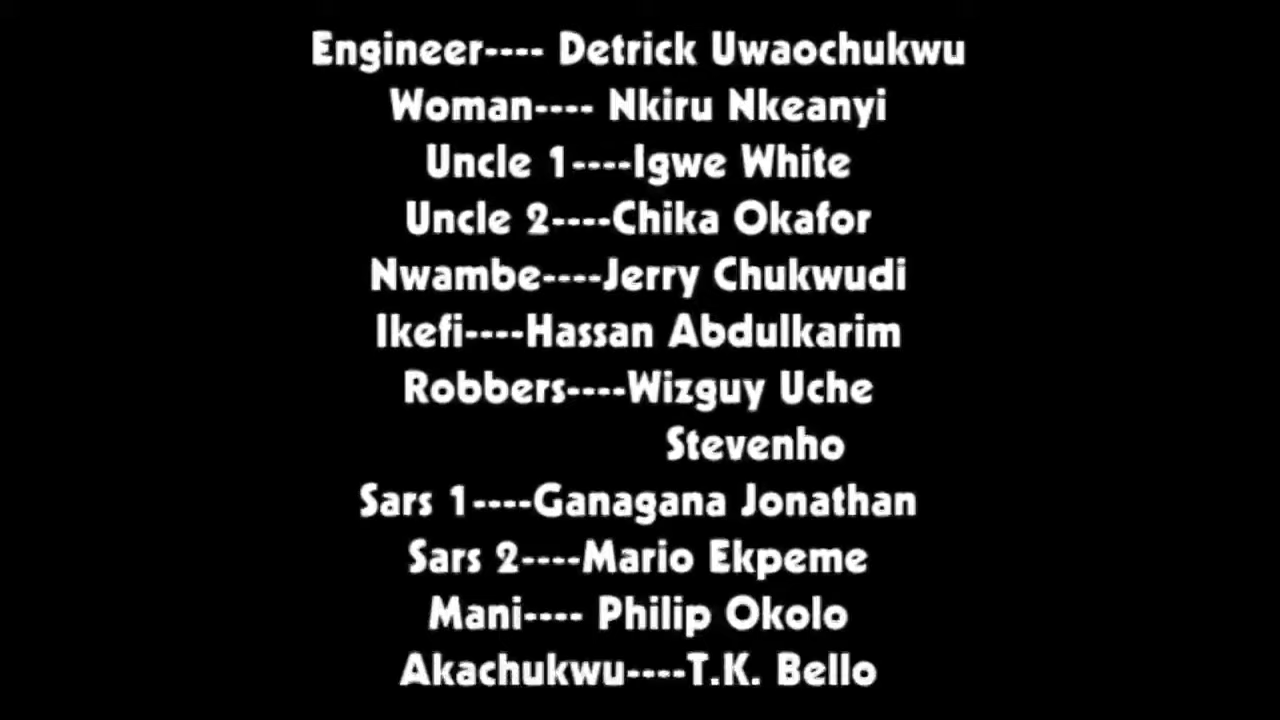 Engineer---- Detrick Uwaochukwu
Woman---- Nkiru Nkeanyi
Uncle 1----Igwe White
Uncle 2----Chika Okafor
Nwambe----Jerry Chukwudi
Ikefi----Hassan Abdulkarim
Robbers----Wizguy Uche
Stevenho
Sars 1----Ganagana Jonathan
Sars 2----Mario Ekpeme
Mani---- Philip Okolo
Akachukwu----T.K. Bello